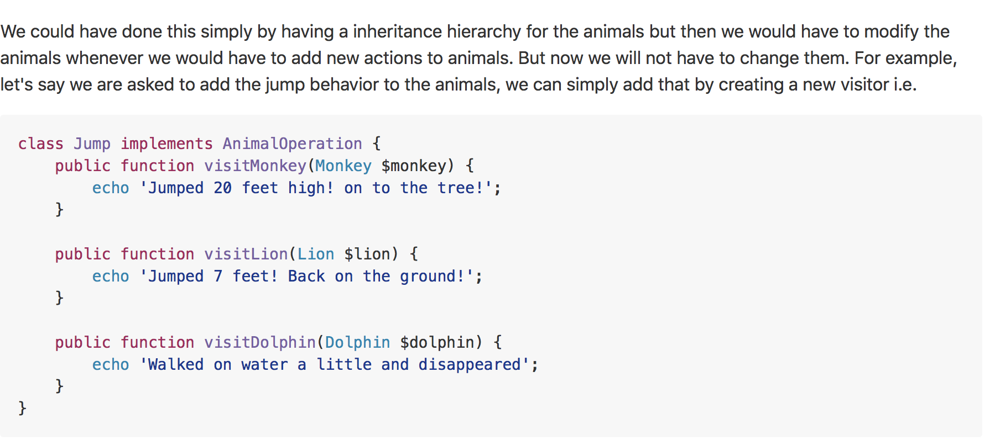 We could have done this simply by having a inheritance hierarchy for the animals but then we would have to modify the
animals whenever we would have to add new actions to animals. But now we will not have to change them. For example,
let's say we are asked to add the jump behavior to the animals, we can simply add that by creating a new visitor i.e.
class Jump implements AnimalOperation {
    public function visitMonkey(Monkey $monkey) {
        echo 'Jumped 20 feet high! on to the tree!';
    }
    public function visitLion(Lion $lion) {
        echo 'Jumped 7 feet! Back on the ground!';
    }
    public function visitDolphin(Dolphin $dolphin) {
        echo 'Walked on water a little and disappeared';
    }
}